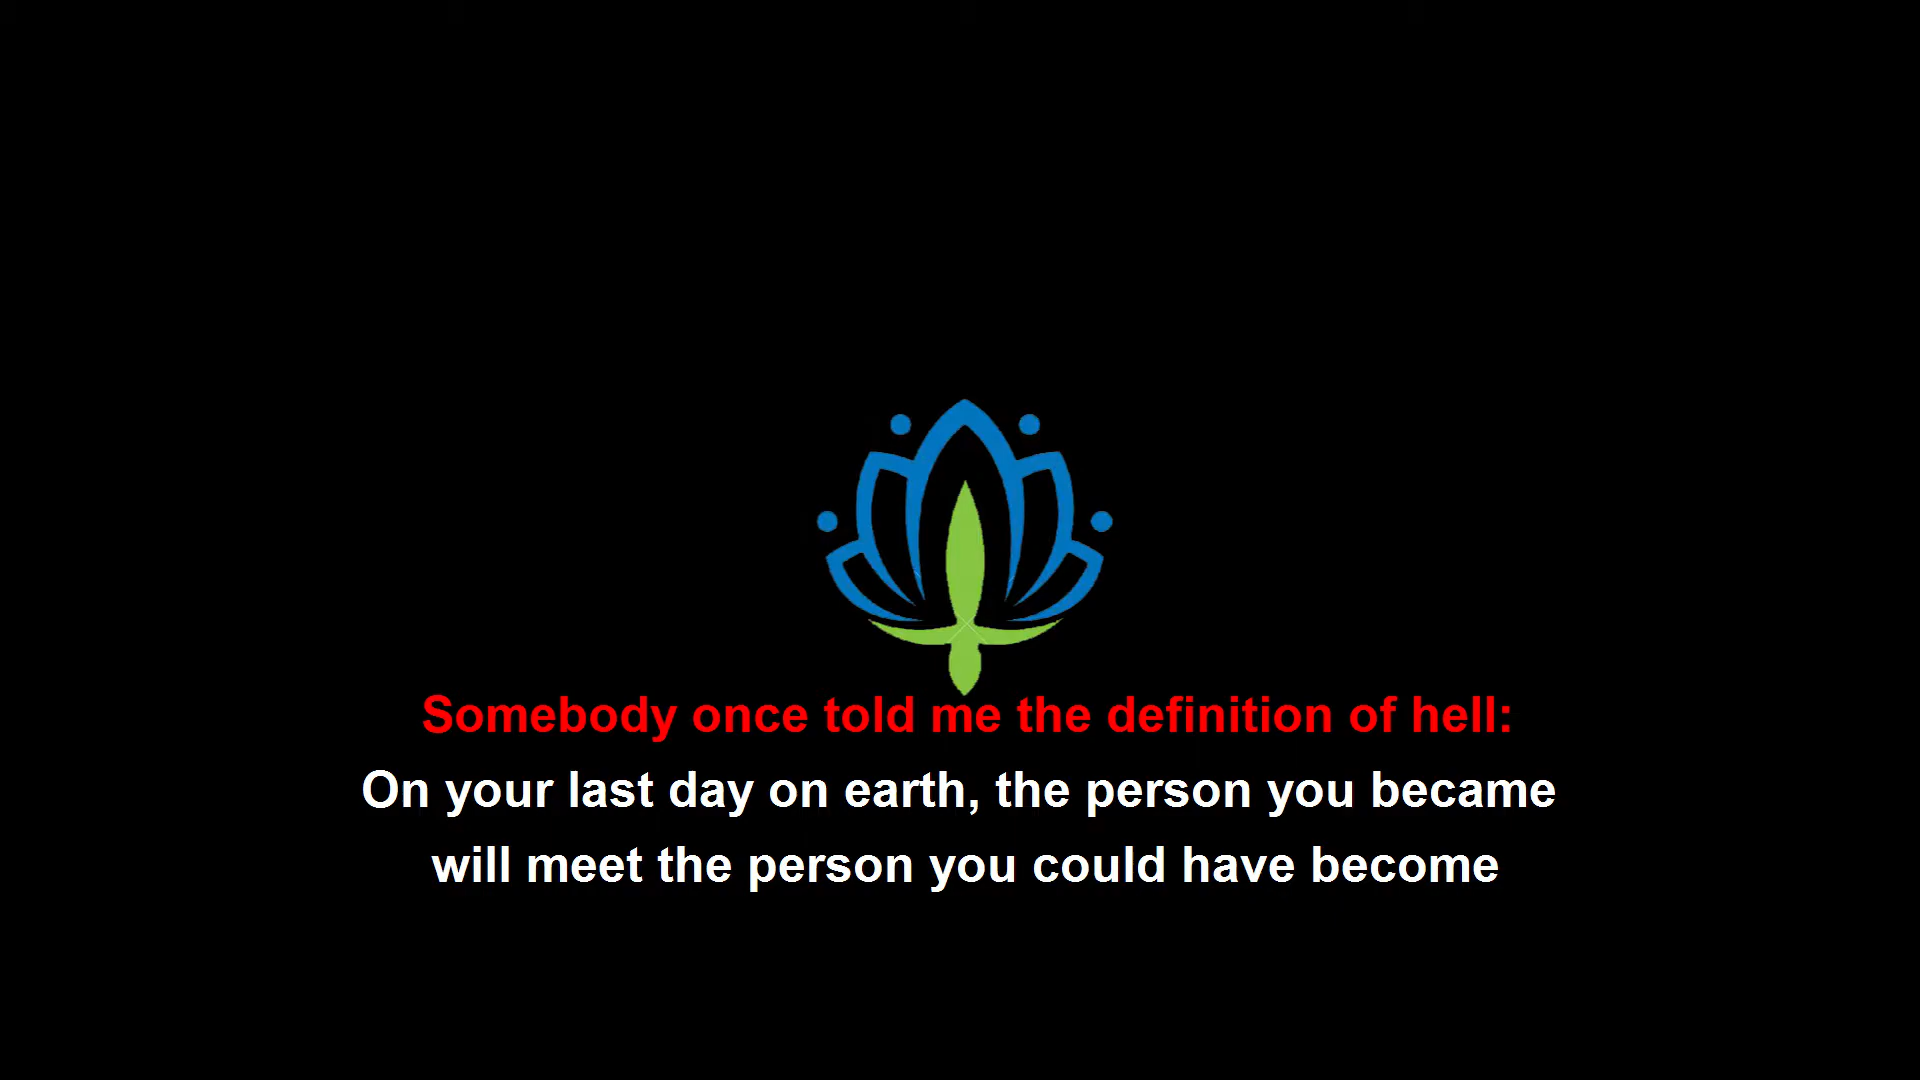 Somebody once told me the definition of hell:
On your last day on earth, the person you became
will meet the person you could have become